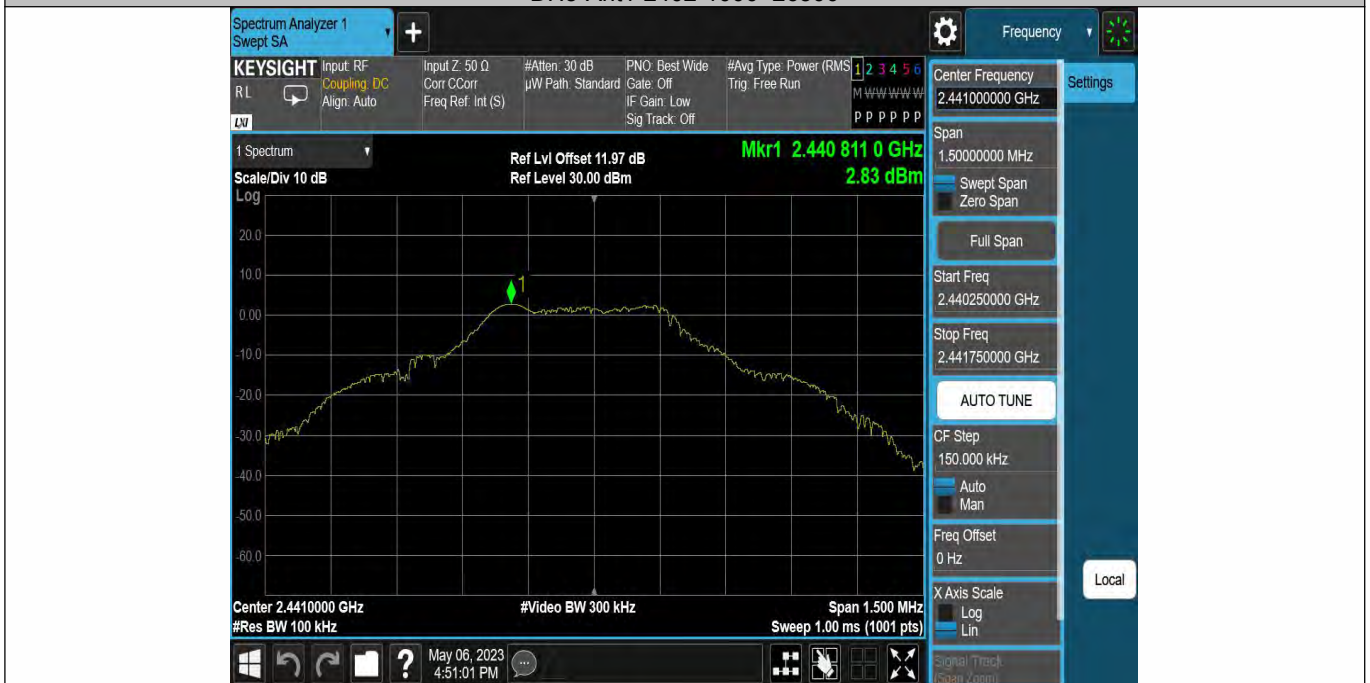 Spectrum Analyzer 1
Swept SA
+
Frequency
KEYSIGHT
RL
LXI
Input: RF
Coupling: DC
Align: Auto
Input Z: 50 Ω
Corr CCorr
Freq Ref: Int (S)
#Atten: 30 dB
µW Path: Standard
PNO: Best Wide
Gate: Off
IF Gain: Low
Sig Track: Off
#Avg Type: Power (RMS
Trig: Free Run
1 2 3 4 5 6
M W W W W W
P P P P P P
Center Frequency
2.441000000 GHz
Settings
Span
1.50000000 MHz
Swept Span
Zero Span
Full Span
Start Freq
2.440250000 GHz
Stop Freq
2.441750000 GHz
AUTO TUNE
CF Step
150.000 kHz
Auto
Man
Freq Offset
0 Hz
X Axis Scale
Log
Lin
Signal Track
(Span Zoom)
Local
1 Spectrum
Scale/Div 10 dB
Log
Ref Lvl Offset 11.97 dB
Ref Level 30.00 dBm
Mkr1 2.440 811 0 GHz
2.83 dBm
20.0
10.0
0.00
-10.0
-20.0
-30.0
-40.0
-50.0
-60.0
1
Center 2.4410000 GHz
#Res BW 100 kHz
#Video BW 300 kHz
Span 1.500 MHz
Sweep 1.00 ms (1001 pts)
?
May 06, 2023
4:51:01 PM